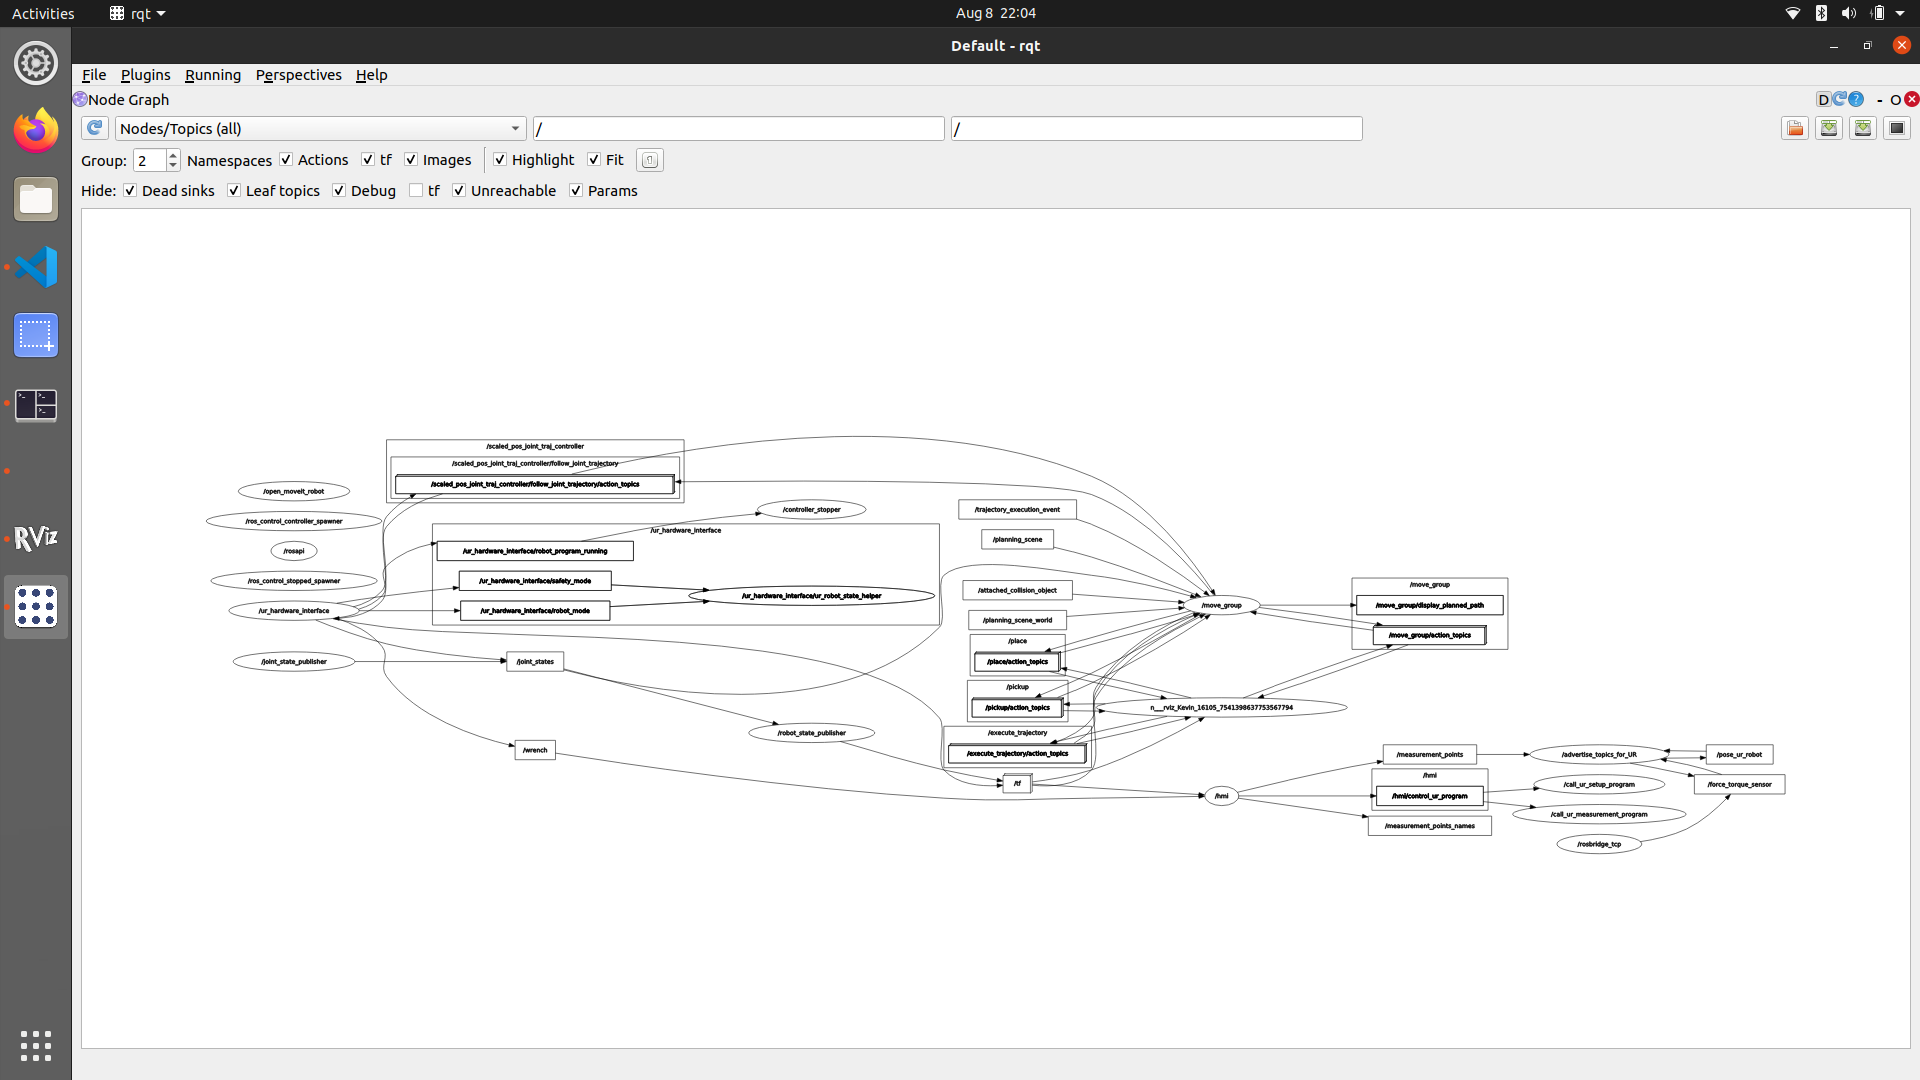 Activities
rqt
Aug 8 22:04
Default - rqt
File Plugins Running Perspectives Help
Node Graph
D
?
- O
Nodes/Topics (all)
/
/
Group: 2 Namespaces Actions tf Images Highlight Fit
Hide: Dead sinks Leaf topics Debug tf Unreachable Params
RViz
/scaled_pos_joint_traj_controller
/scaled_pos_joint_traj_controller/follow_joint_trajectory
/scaled_pos_joint_traj_controller/follow_joint_trajectory/action_topics
/open_moveit_robot
/ros_control_controller_spawner
/rosapi
/ros_control_stopped_spawner
/ur_hardware_interface
/joint_state_publisher
/ur_hardware_interface
/ur_hardware_interface/robot_program_running
/ur_hardware_interface/safety_mode
/ur_hardware_interface/robot_mode
/ur_hardware_interface/ur_robot_state_helper
/controller_stopper
/joint_states
/wrench
/robot_state_publisher
/trajectory_execution_event
/planning_scene
/attached_collision_object
/planning_scene_world
/place
/place/action_topics
/pickup
/pickup/action_topics
/execute_trajectory
/execute_trajectory/action_topics
/tf
/move_group
n__rviz_Kevin_16105_7541398637753567794
/hmi
/move_group
/move_group/display_planned_path
/move_group/action_topics
/measurement_points
/hmi
/hmi/control_ur_program
/measurement_points_names
/advertise_topics_for_UR
/call_ur_setup_program
/call_ur_measurement_program
/rosbridge_tcp
/pose_ur_robot
/force_torque_sensor